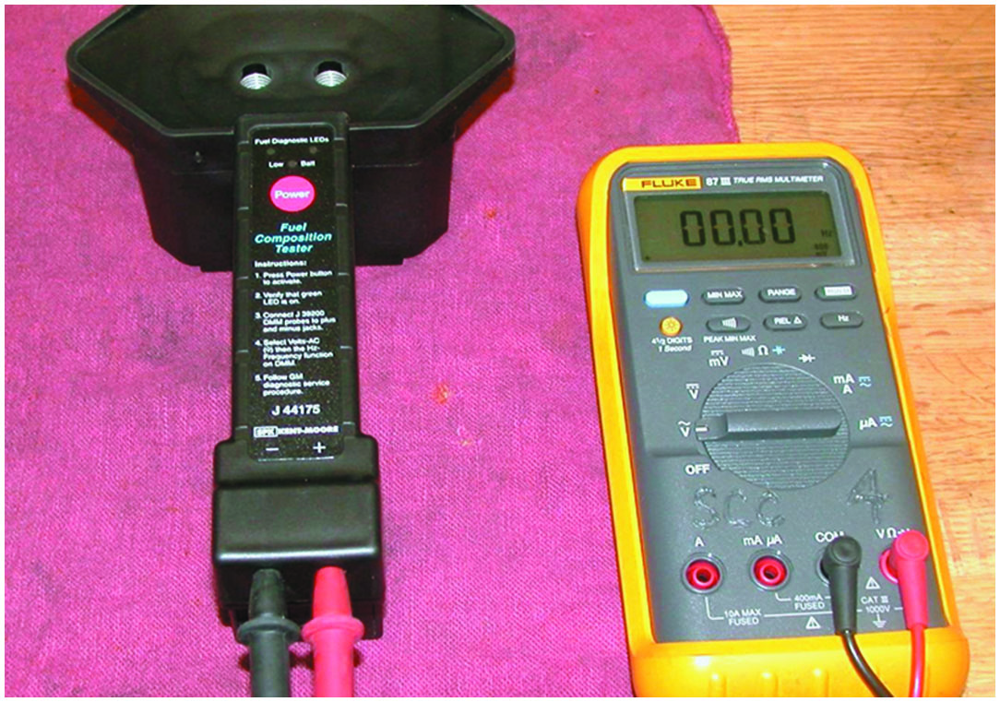 Fuel Diagnostic LEDs
Low Batt
Power
Fuel
Composition
Tester
Instructions:
1. Press Power button
to activate.
2. Verify that green
LED is on.
3. Connect J 39200
DMM probes to plus
and minus jacks.
4. Select Volts-AC
(V) then the Hz-
Frequency function
on DMM.
5. Follow GM
diagnostic service
procedure.
J 44175
SPX KENT-MOORE
− +
FLUKE 87 III TRUE RMS MULTIMETER
00.00 Hz
MIN MAX RANGE
REL Δ Hz
4½ DIGITS
1 Second
PEAK MIN MAX
mV Ω
V
mA
A
V
µA
OFF
SCC 4
A mA µA COM V Ω
400mA
FUSED
10A MAX
FUSED
CAT III
1000V